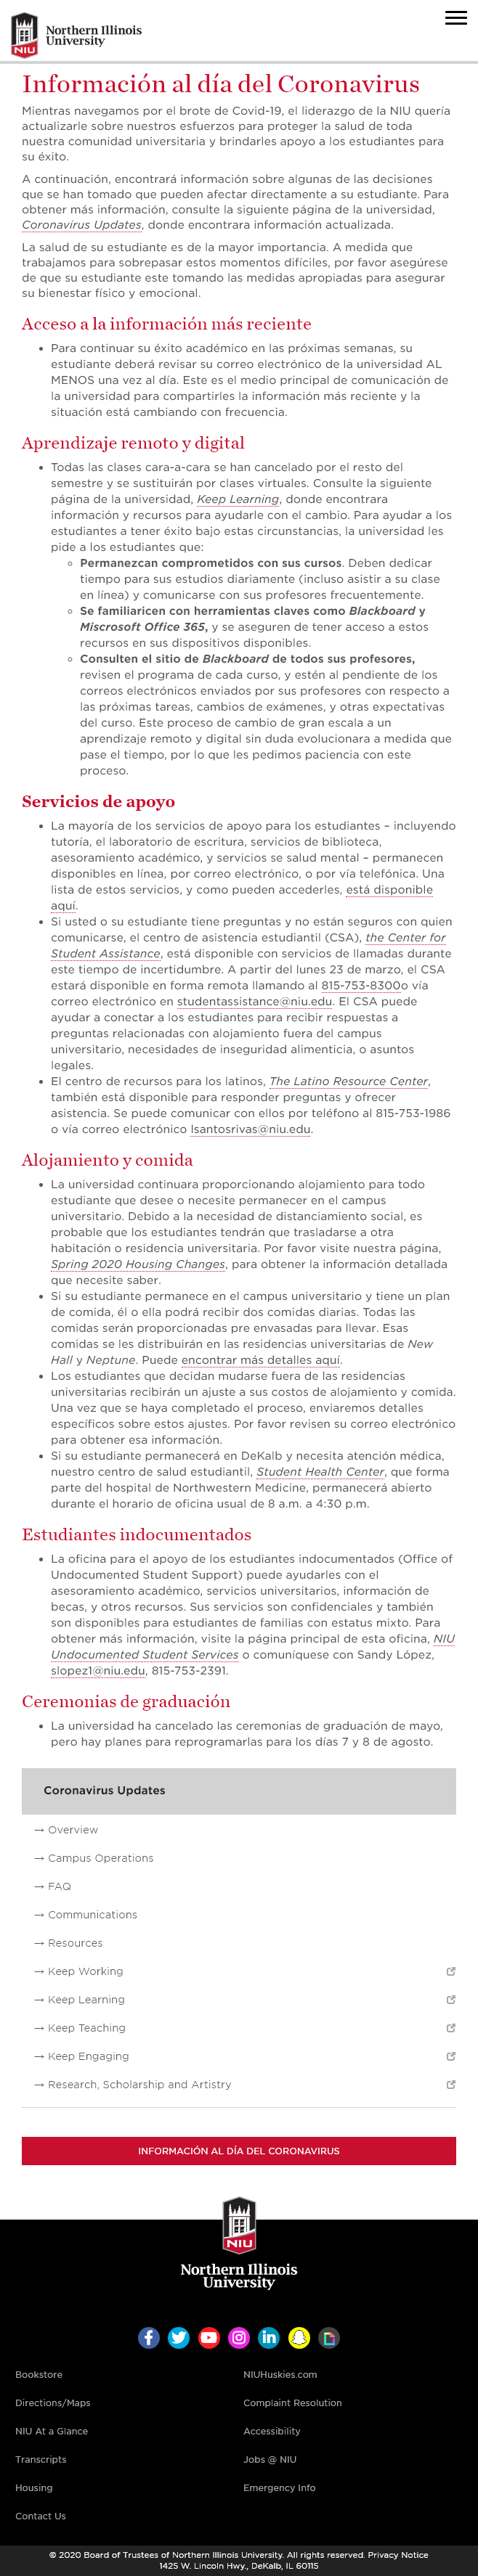 Northern Illinois
University
NIU
Información al día del Coronavirus
Mientras navegamos por el brote de Covid-19, el liderazgo de la NIU quería
actualizarle sobre nuestros esfuerzos para proteger la salud de toda
nuestra comunidad universitaria y brindarles apoyo a los estudiantes para
su éxito.
A continuación, encontrará información sobre algunas de las decisiones
que se han tomado que pueden afectar directamente a su estudiante. Para
obtener más información, consulte la siguiente página de la universidad,
Coronavirus Updates, donde encontrara información actualizada.
La salud de su estudiante es de la mayor importancia. A medida que
trabajamos para sobrepasar estos momentos difíciles, por favor asegúrese
de que su estudiante este tomando las medidas apropiadas para asegurar
su bienestar físico y emocional.
Acceso a la información más reciente
• Para continuar su éxito académico en las próximas semanas, su
estudiante deberá revisar su correo electrónico de la universidad AL
MENOS una vez al día. Este es el medio principal de comunicación de
la universidad para compartirles la información más reciente y la
situación está cambiando con frecuencia.
Aprendizaje remoto y digital
• Todas las clases cara-a-cara se han cancelado por el resto del
semestre y se sustituirán por clases virtuales. Consulte la siguiente
página de la universidad, Keep Learning, donde encontrara
información y recursos para ayudarle con el cambio. Para ayudar a los
estudiantes a tener éxito bajo estas circunstancias, la universidad les
pide a los estudiantes que:
◦ Permanezcan comprometidos con sus cursos. Deben dedicar
tiempo para sus estudios diariamente (incluso asistir a su clase
en línea) y comunicarse con sus profesores frecuentemente.
◦ Se familiaricen con herramientas claves como Blackboard y
Miscrosoft Office 365, y se aseguren de tener acceso a estos
recursos en sus dispositivos disponibles.
◦ Consulten el sitio de Blackboard de todos sus profesores,
revisen el programa de cada curso, y estén al pendiente de los
correos electrónicos enviados por sus profesores con respecto a
las próximas tareas, cambios de exámenes, y otras expectativas
del curso. Este proceso de cambio de gran escala a un
aprendizaje remoto y digital sin duda evolucionara a medida que
pase el tiempo, por lo que les pedimos paciencia con este
proceso.
Servicios de apoyo
• La mayoría de los servicios de apoyo para los estudiantes – incluyendo
tutoría, el laboratorio de escritura, servicios de biblioteca,
asesoramiento académico, y servicios se salud mental – permanecen
disponibles en línea, por correo electrónico, o por vía telefónica. Una
lista de estos servicios, y como pueden accederles, está disponible
aquí.
• Si usted o su estudiante tiene preguntas y no están seguros con quien
comunicarse, el centro de asistencia estudiantil (CSA), the Center for
Student Assistance, está disponible con servicios de llamadas durante
este tiempo de incertidumbre. A partir del lunes 23 de marzo, el CSA
estará disponible en forma remota llamando al 815-753-8300o vía
correo electrónico en studentassistance@niu.edu. El CSA puede
ayudar a conectar a los estudiantes para recibir respuestas a
preguntas relacionadas con alojamiento fuera del campus
universitario, necesidades de inseguridad alimenticia, o asuntos
legales.
• El centro de recursos para los latinos, The Latino Resource Center,
también está disponible para responder preguntas y ofrecer
asistencia. Se puede comunicar con ellos por teléfono al 815-753-1986
o vía correo electrónico lsantosrivas@niu.edu.
Alojamiento y comida
• La universidad continuara proporcionando alojamiento para todo
estudiante que desee o necesite permanecer en el campus
universitario. Debido a la necesidad de distanciamiento social, es
probable que los estudiantes tendrán que trasladarse a otra
habitación o residencia universitaria. Por favor visite nuestra página,
Spring 2020 Housing Changes, para obtener la información detallada
que necesite saber.
• Si su estudiante permanece en el campus universitario y tiene un plan
de comida, él o ella podrá recibir dos comidas diarias. Todas las
comidas serán proporcionadas pre envasadas para llevar. Esas
comidas se les distribuirán en las residencias universitarias de New
Hall y Neptune. Puede encontrar más detalles aquí.
• Los estudiantes que decidan mudarse fuera de las residencias
universitarias recibirán un ajuste a sus costos de alojamiento y comida.
Una vez que se haya completado el proceso, enviaremos detalles
específicos sobre estos ajustes. Por favor revisen su correo electrónico
para obtener esa información.
• Si su estudiante permanecerá en DeKalb y necesita atención médica,
nuestro centro de salud estudiantil, Student Health Center, que forma
parte del hospital de Northwestern Medicine, permanecerá abierto
durante el horario de oficina usual de 8 a.m. a 4:30 p.m.
Estudiantes indocumentados
• La oficina para el apoyo de los estudiantes indocumentados (Office of
Undocumented Student Support) puede ayudarles con el
asesoramiento académico, servicios universitarios, información de
becas, y otros recursos. Sus servicios son confidenciales y también
son disponibles para estudiantes de familias con estatus mixto. Para
obtener más información, visite la página principal de esta oficina, NIU
Undocumented Student Services o comuníquese con Sandy López,
slopez1@niu.edu, 815-753-2391.
Ceremonias de graduación
• La universidad ha cancelado las ceremonias de graduación de mayo,
pero hay planes para reprogramarlas para los días 7 y 8 de agosto.
Coronavirus Updates
→ Overview
→ Campus Operations
→ FAQ
→ Communications
→ Resources
→ Keep Working
→ Keep Learning
→ Keep Teaching
→ Keep Engaging
→ Research, Scholarship and Artistry
INFORMACIÓN AL DÍA DEL CORONAVIRUS
NIU
Northern Illinois
University
Bookstore
NIUHuskies.com
Directions/Maps
Complaint Resolution
NIU At a Glance
Accessibility
Transcripts
Jobs @ NIU
Housing
Emergency Info
Contact Us
© 2020 Board of Trustees of Northern Illinois University. All rights reserved. Privacy Notice
1425 W. Lincoln Hwy., DeKalb, IL 60115